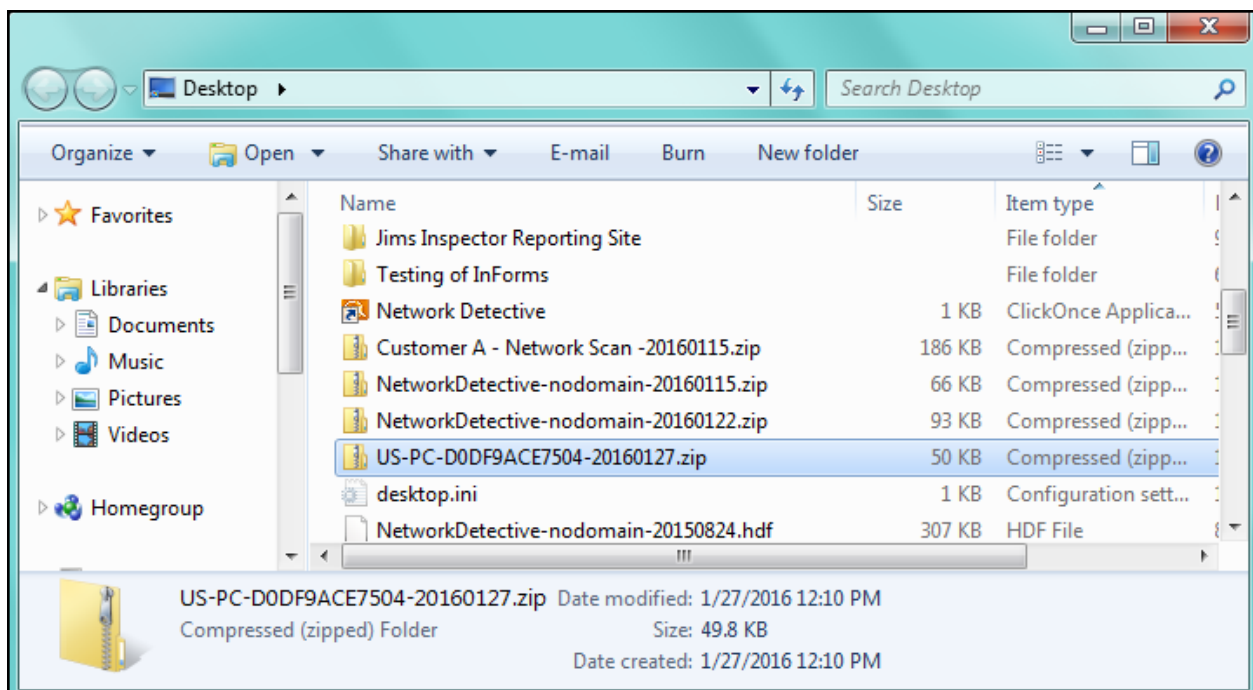 Desktop
Search Desktop
Organize Open Share with E-mail Burn New folder
Favorites
Libraries
Documents
Music
Pictures
Videos
Homegroup
Name Size Item type
Jims Inspector Reporting Site File folder
Testing of InForms File folder
Network Detective 1 KB ClickOnce Applica...
Customer A - Network Scan -20160115.zip 186 KB Compressed (zipp...
NetworkDetective-nodomain-20160115.zip 66 KB Compressed (zipp...
NetworkDetective-nodomain-20160122.zip 93 KB Compressed (zipp...
US-PC-D0DF9ACE7504-20160127.zip 50 KB Compressed (zipp...
desktop.ini 1 KB Configuration sett...
NetworkDetective-nodomain-20150824.hdf 307 KB HDF File
US-PC-D0DF9ACE7504-20160127.zip Date modified: 1/27/2016 12:10 PM
Compressed (zipped) Folder Size: 49.8 KB
Date created: 1/27/2016 12:10 PM